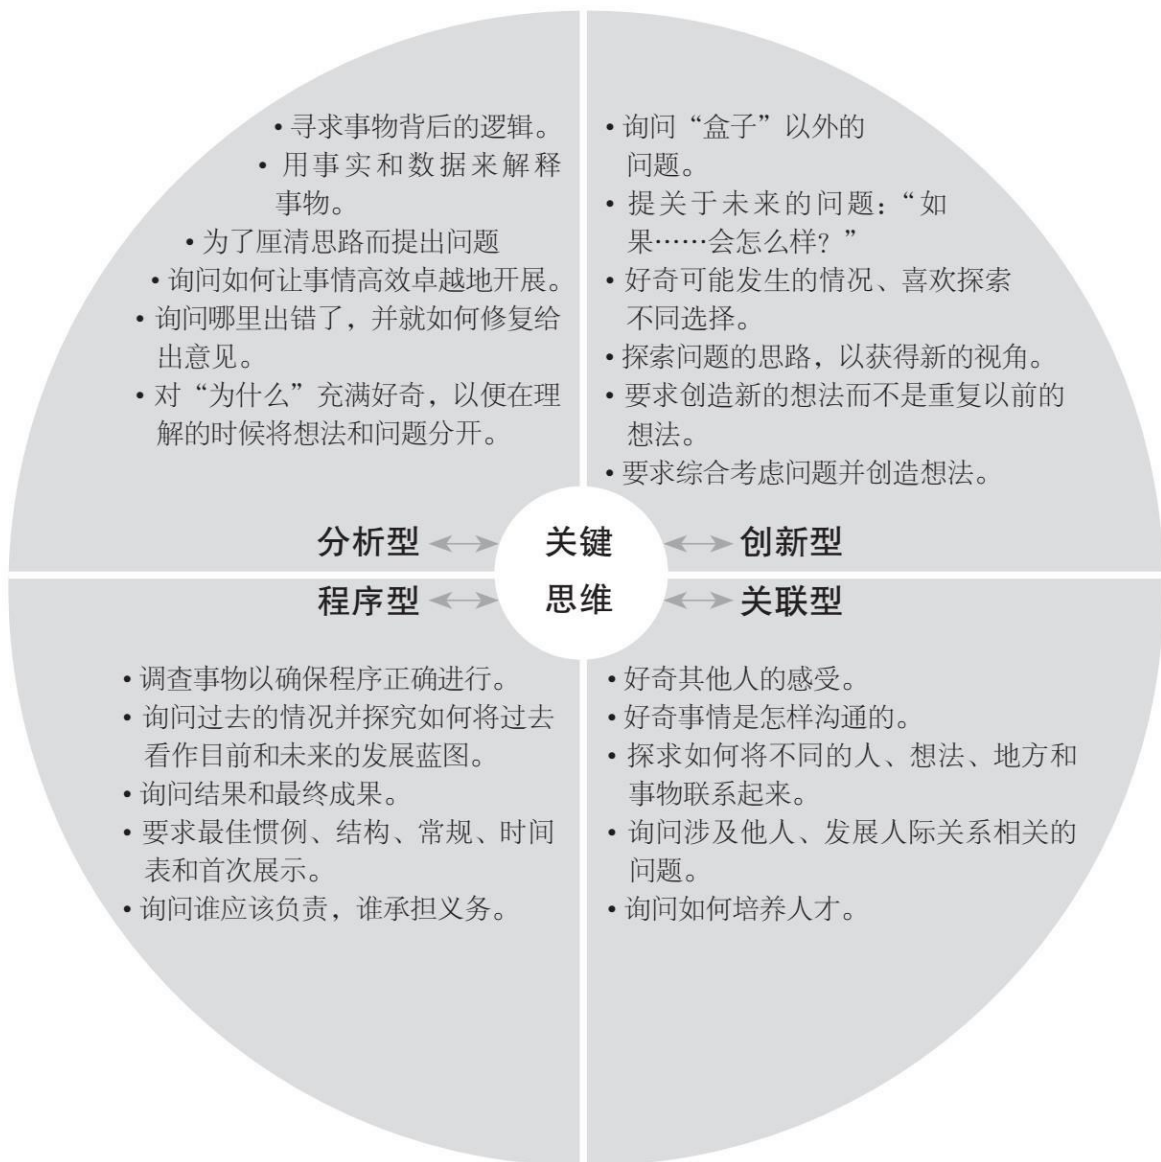 • 寻求事物背后的逻辑。
• 用事实和数据来解释
事物。
• 为了厘清思路而提出问题
• 询问如何让事情高效卓越地开展。
• 询问哪里出错了，并就如何修复给
出意见。
• 对“为什么”充满好奇，以便在理
解的时候将想法和问题分开。
• 询问“盒子”以外的
问题。
• 提关于未来的问题：“如
果……会怎么样？”
• 好奇可能发生的情况、喜欢探索
不同选择。
• 探索问题的思路，以获得新的视角。
• 要求创造新的想法而不是重复以前的
想法。
• 要求综合考虑问题并创造想法。
分析型
关键
创新型
程序型
思维
关联型
• 调查事物以确保程序正确进行。
• 询问过去的情况并探究如何将过去
看作目前和未来的发展蓝图。
• 询问结果和最终成果。
• 要求最佳惯例、结构、常规、时间
表和首次展示。
• 询问谁应该负责，谁承担义务。
• 好奇其他人的感受。
• 好奇事情是怎样沟通的。
• 探求如何将不同的人、想法、地方和
事物联系起来。
• 询问涉及他人、发展人际关系相关的
问题。
• 询问如何培养人才。